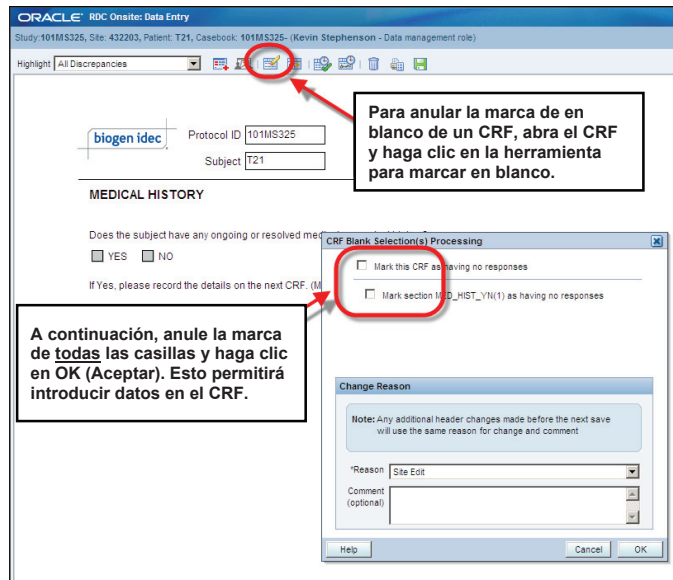 ORACLE RDC Onsite: Data Entry
Study:101MS325, Site: 432203, Patient: T21, Casebook: 101MS325- (Kevin Stephenson - Data management role)
Highlight All Discrepancies
Para anular la marca de en
blanco de un CRF, abra el CRF
y haga clic en la herramienta
para marcar en blanco.
biogen idec
Protocol ID 101MS325
Subject T21
MEDICAL HISTORY
Does the subject have any ongoing or resolved med
YES NO
If Yes, please record the details on the next CRF. (M
CRF Blank Selection(s) Processing
Mark this CRF as having no responses
Mark section MED_HIST_YN(1) as having no responses
A continuación, anule la marca
de todas las casillas y haga clic
en OK (Aceptar). Esto permitirá
introducir datos en el CRF.
Change Reason
Note: Any additional header changes made before the next save
will use the same reason for change and comment
*Reason Site Edit
Comment
(optional)
Help Cancel OK